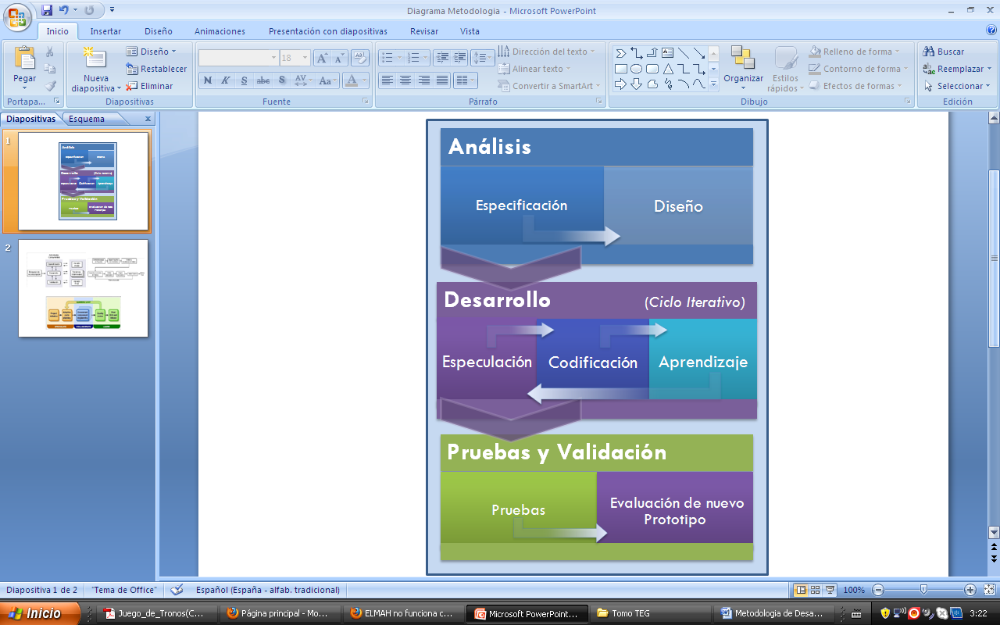 Diagrama Metodologia - Microsoft PowerPoint
Inicio Insertar Diseño Animaciones Presentación con diapositivas Revisar Vista
Pegar
Portapa...
Nueva diapositiva
Diseño
Restablecer
Eliminar
Diapositivas
18
N K S abc AV Aa A
Fuente
Dirección del texto
Alinear texto
Convertir a SmartArt
Párrafo
Organizar
Estilos rápidos
Relleno de forma
Contorno de forma
Efectos de formas
Dibujo
Buscar
Reemplazar
Seleccionar
Edición
Diapositivas Esquema x
1
2
Análisis
Especificación
Diseño
Desarrollo (Ciclo Iterativo)
Especulación
Codificación
Aprendizaje
Pruebas y Validación
Pruebas
Evaluación de nuevo
Prototipo
Diapositiva 1 de 2 "Tema de Office" Español (España - alfab. tradicional) 100%
Inicio Juego_de_Tronos(C... Página principal - Mo... ELMAH no funciona c... Microsoft PowerPoint... Tomo TEG Metodologia de Desa... 3:22